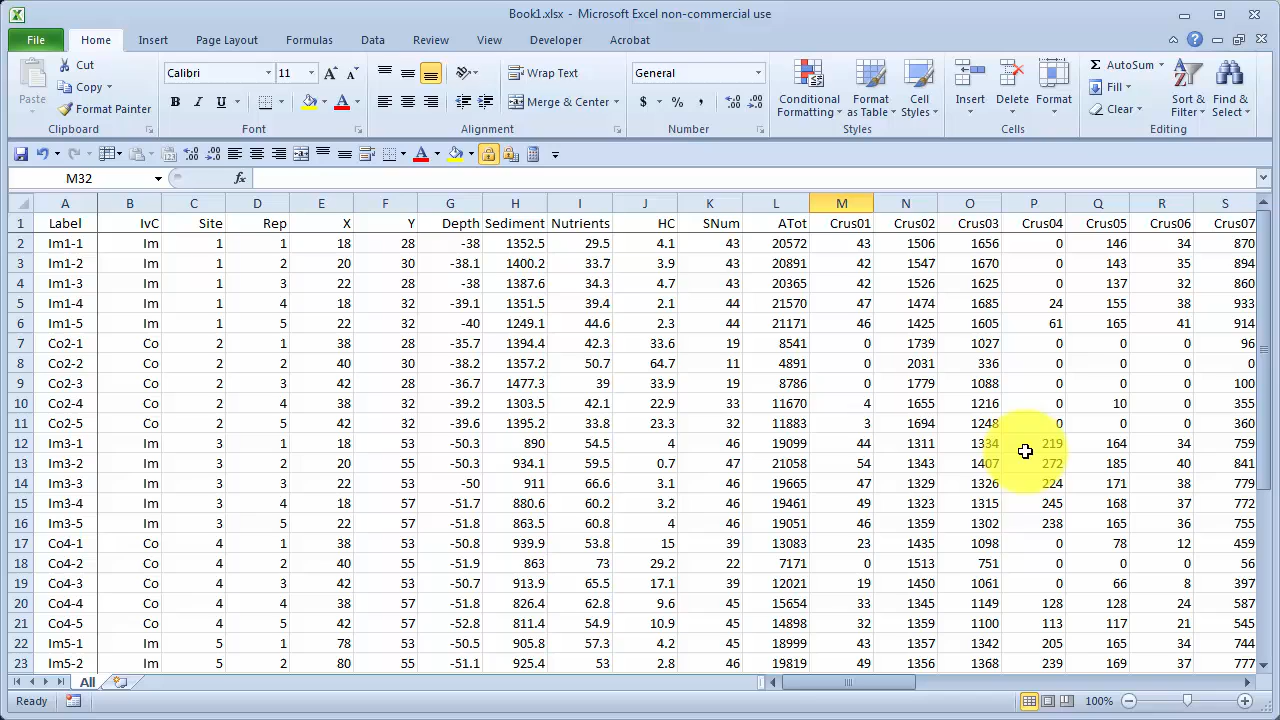 Book1.xlsx - Microsoft Excel non-commercial use
File Home Insert Page Layout Formulas Data Review View Developer Acrobat
Paste
Cut
Copy
Format Painter
Clipboard
Calibri 11
B I U
Font
Wrap Text
Merge & Center
Alignment
General
$ % ,
Number
Conditional Formatting
Format as Table
Cell Styles
Styles
Insert Delete Format
Cells
Σ AutoSum
Fill
Clear
Sort & Filter
Find & Select
Editing
M32 fx
A B C D E F G H I J K L M N O P Q R S
1 Label IvC Site Rep X Y Depth Sediment Nutrients HC SNum ATot Crus01 Crus02 Crus03 Crus04 Crus05 Crus06 Crus07
2 Im1-1 Im 1 1 18 28 -38 1352.5 29.5 4.1 43 20572 43 1506 1656 0 146 34 870
3 Im1-2 Im 1 2 20 30 -38.1 1400.2 33.7 3.9 43 20891 42 1547 1670 0 143 35 894
4 Im1-3 Im 1 3 22 28 -38 1387.6 34.3 4.7 43 20365 42 1526 1625 0 137 32 860
5 Im1-4 Im 1 4 18 32 -39.1 1351.5 39.4 2.1 44 21570 47 1474 1685 24 155 38 933
6 Im1-5 Im 1 5 22 32 -40 1249.1 44.6 2.3 44 21171 46 1425 1605 61 165 41 914
7 Co2-1 Co 2 1 38 28 -35.7 1394.4 42.3 33.6 19 8541 0 1739 1027 0 0 0 96
8 Co2-2 Co 2 2 40 30 -38.2 1357.2 50.7 64.7 11 4891 0 2031 336 0 0 0 0
9 Co2-3 Co 2 3 42 28 -36.7 1477.3 39 33.9 19 8786 0 1779 1088 0 0 0 100
10 Co2-4 Co 2 4 38 32 -39.2 1303.5 42.1 22.9 33 11670 4 1655 1216 0 10 0 355
11 Co2-5 Co 2 5 42 32 -39.6 1395.2 33.8 23.3 32 11883 3 1694 1248 0 0 0 360
12 Im3-1 Im 3 1 18 53 -50.3 890 54.5 4 46 19099 44 1311 1334 219 164 34 759
13 Im3-2 Im 3 2 20 55 -50.3 934.1 59.5 0.7 47 21058 54 1343 1407 272 185 40 841
14 Im3-3 Im 3 3 22 53 -50 911 66.6 3.1 46 19665 47 1329 1326 224 171 38 779
15 Im3-4 Im 3 4 18 57 -51.7 880.4 60.2 3.2 46 19461 49 1323 1315 245 168 37 772
16 Im3-5 Im 3 5 22 57 -51.8 863.5 60.8 4 46 19051 46 1359 1302 238 165 36 755
17 Co4-1 Co 4 1 38 53 -50.8 939.9 53.8 15 39 13083 23 1435 1098 0 78 12 459
18 Co4-2 Co 4 2 40 55 -51.9 863 73 29.2 22 7171 0 1513 751 0 0 0 56
19 Co4-3 Co 4 3 42 53 -50.7 913.9 65.5 17.1 39 12021 19 1450 1061 0 66 8 397
20 Co4-4 Co 4 4 38 57 -51.8 826.4 62.8 9.6 45 15654 33 1345 1149 128 128 24 587
21 Co4-5 Co 4 5 42 57 -52.8 811.4 54.9 10.9 45 14898 32 1359 1100 113 117 21 545
22 Im5-1 Im 5 1 78 53 -50.5 905.8 57.3 4.2 45 18999 43 1357 1342 205 165 34 744
23 Im5-2 Im 5 2 80 55 -51.1 925.4 53 2.8 46 19819 49 1356 1368 239 169 37 777
All
Ready 100%